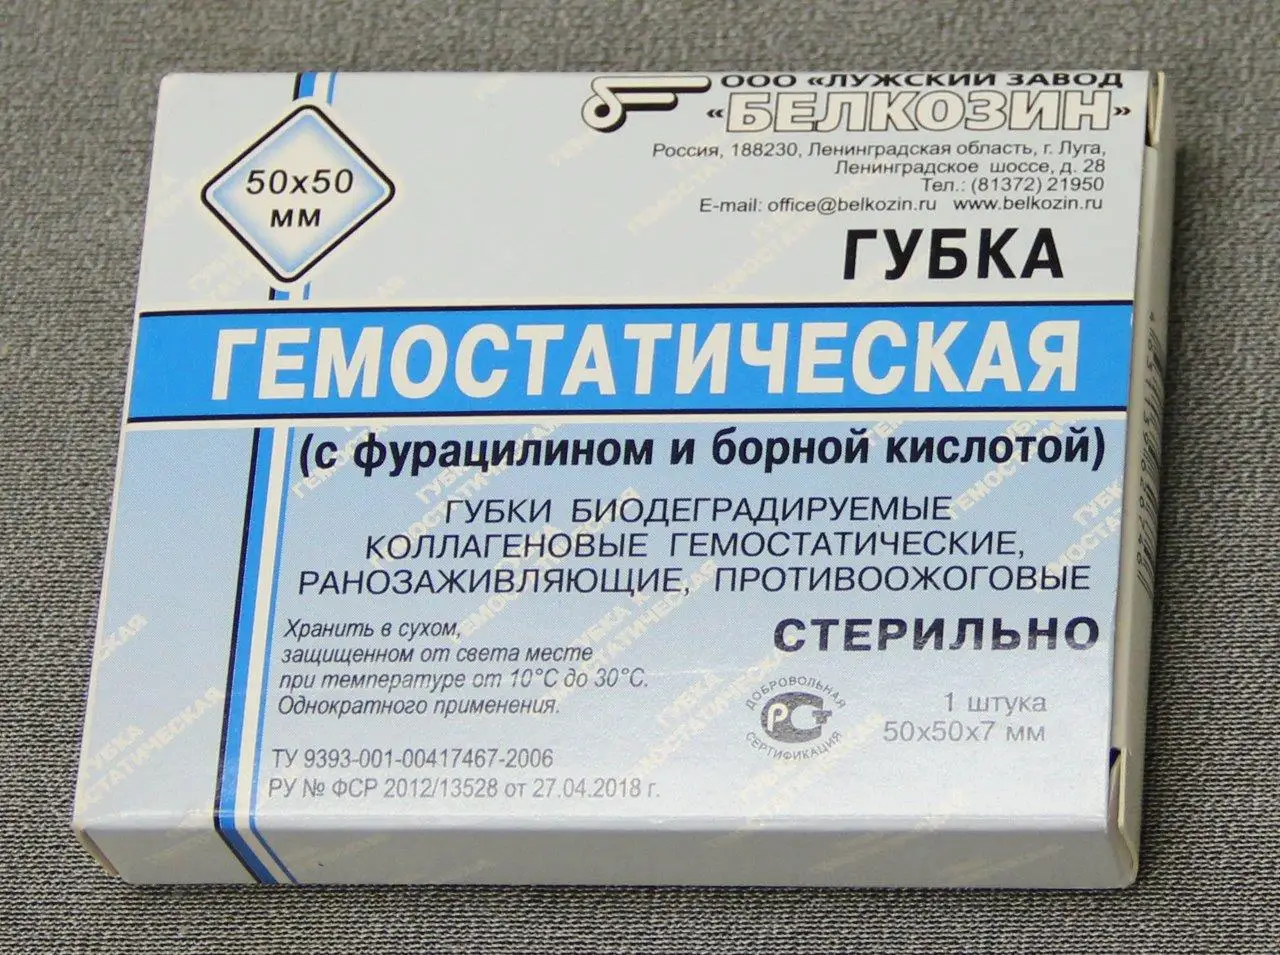 50х50
мм
ООО «ЛУЖСКИЙ ЗАВОД
«БЕЛКОЗИН»
Россия, 188230, Ленинградская область, г. Луга,
Ленинградское шоссе, д. 28
Тел.: (81372) 21950
E-mail: office@belkozin.ru www.belkozin.ru
ГУБКА
ГЕМОСТАТИЧЕСКАЯ
(с фурацилином и борной кислотой)
ГУБКИ БИОДЕГРАДИРУЕМЫЕ
КОЛЛАГЕНОВЫЕ ГЕМОСТАТИЧЕСКИЕ,
РАНОЗАЖИВЛЯЮЩИЕ, ПРОТИВООЖОГОВЫЕ
СТЕРИЛЬНО
Хранить в сухом,
защищенном от света месте
при температуре от 10°С до 30°С.
Однократного применения.
ДОБРОВОЛЬНАЯ
РСТ
СЕРТИФИКАЦИЯ
1 штука
50х50х7 мм
ТУ 9393-001-00417467-2006
РУ № ФСР 2012/13528 от 27.04.2018 г.